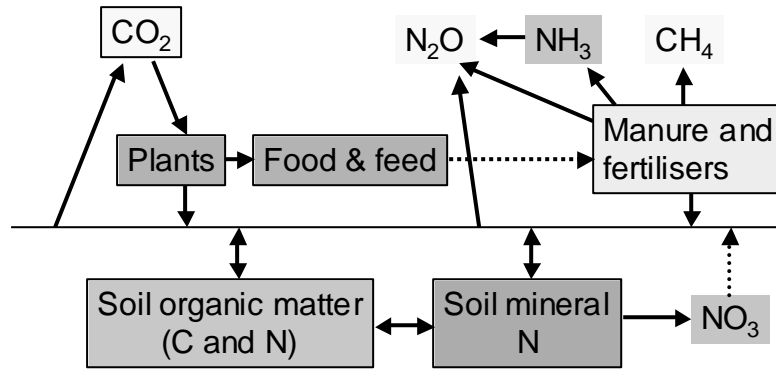 CO₂
N₂O
NH₃
CH₄
Plants
Food & feed
Manure and
fertilisers
Soil organic matter
(C and N)
Soil mineral
N
NO₃